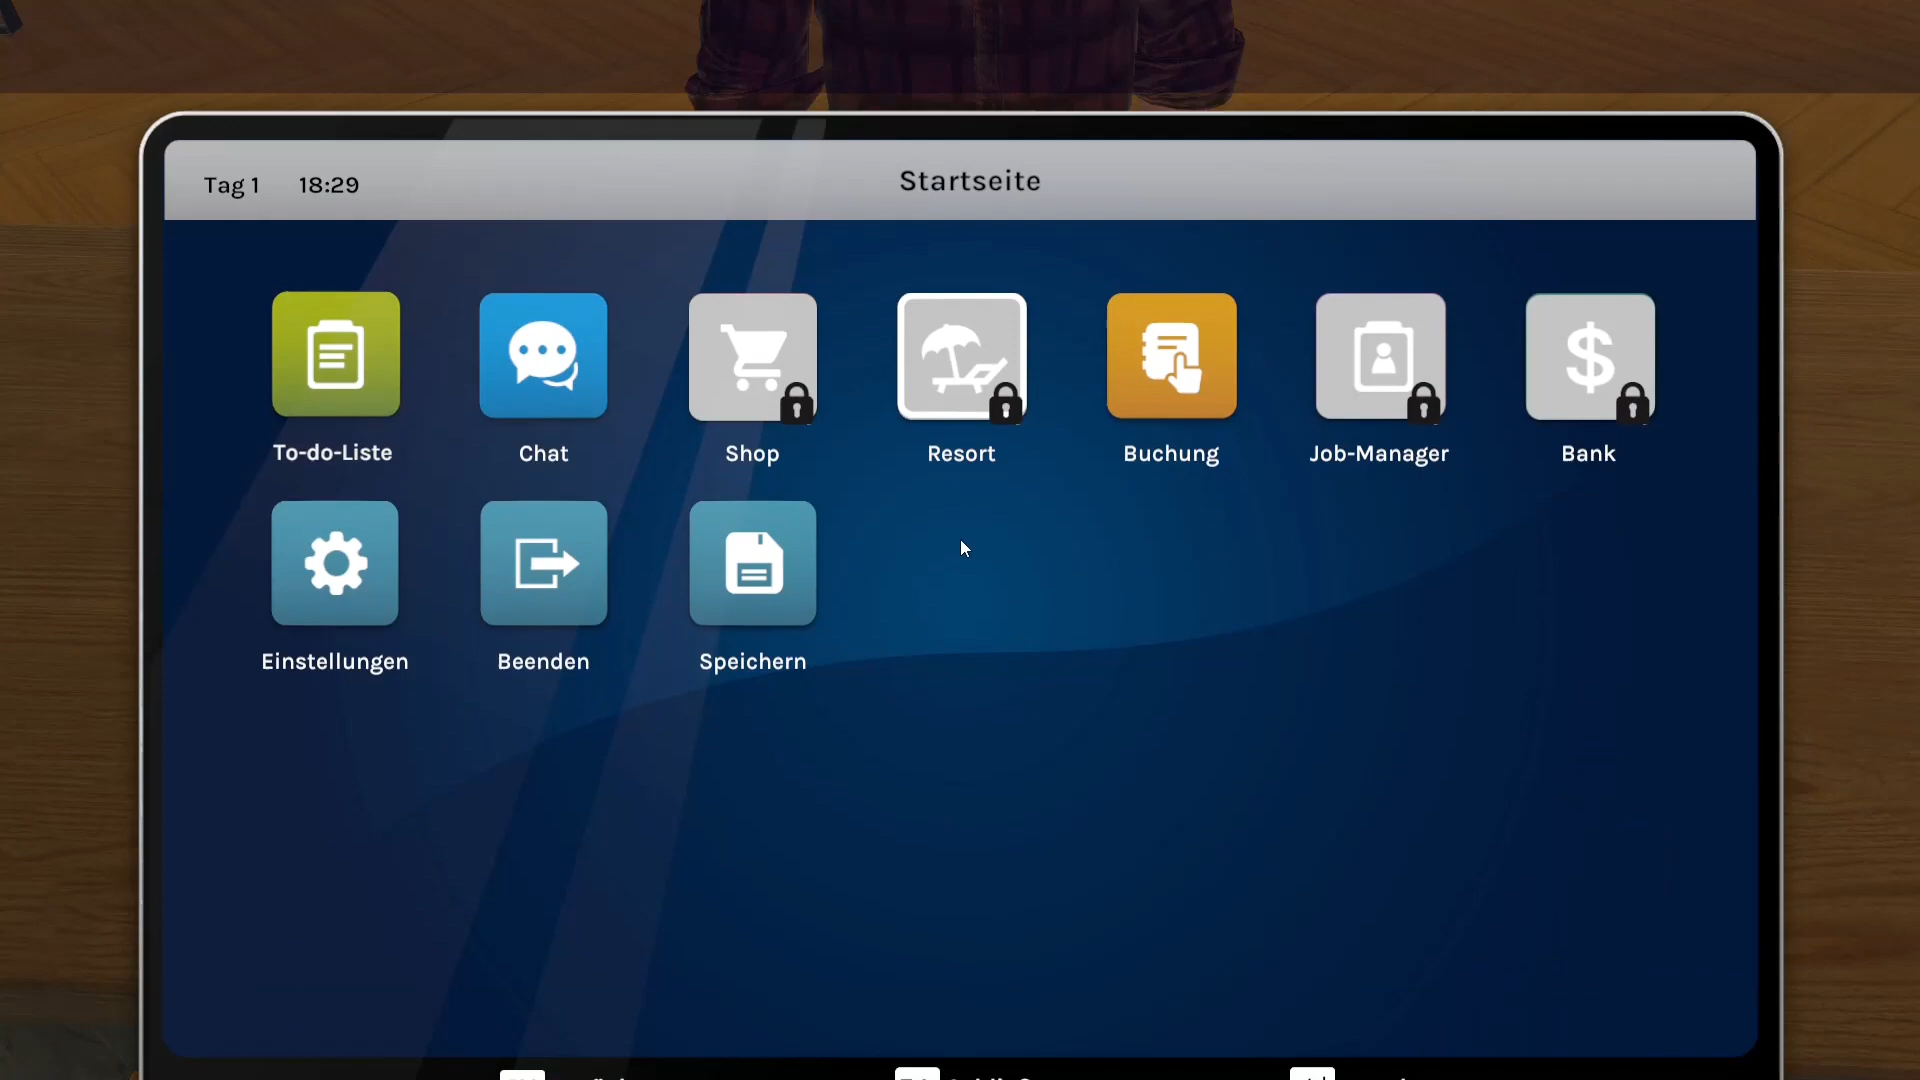 Tag 1 18:29 Startseite
To-do-Liste Chat Shop Resort Buchung Job-Manager Bank
Einstellungen Beenden Speichern